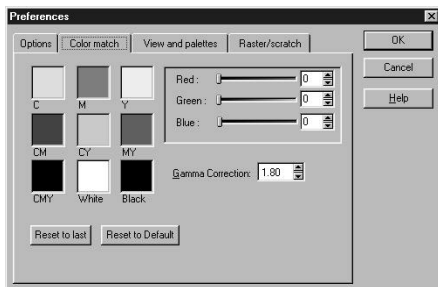 Preferences
Options Color match View and palettes Raster/scratch
OK
Cancel
Help
C M Y
Red : 0
Green : 0
Blue : 0
CM CY MY
Gamma Correction: 1.80
CMY White Black
Reset to last Reset to Default